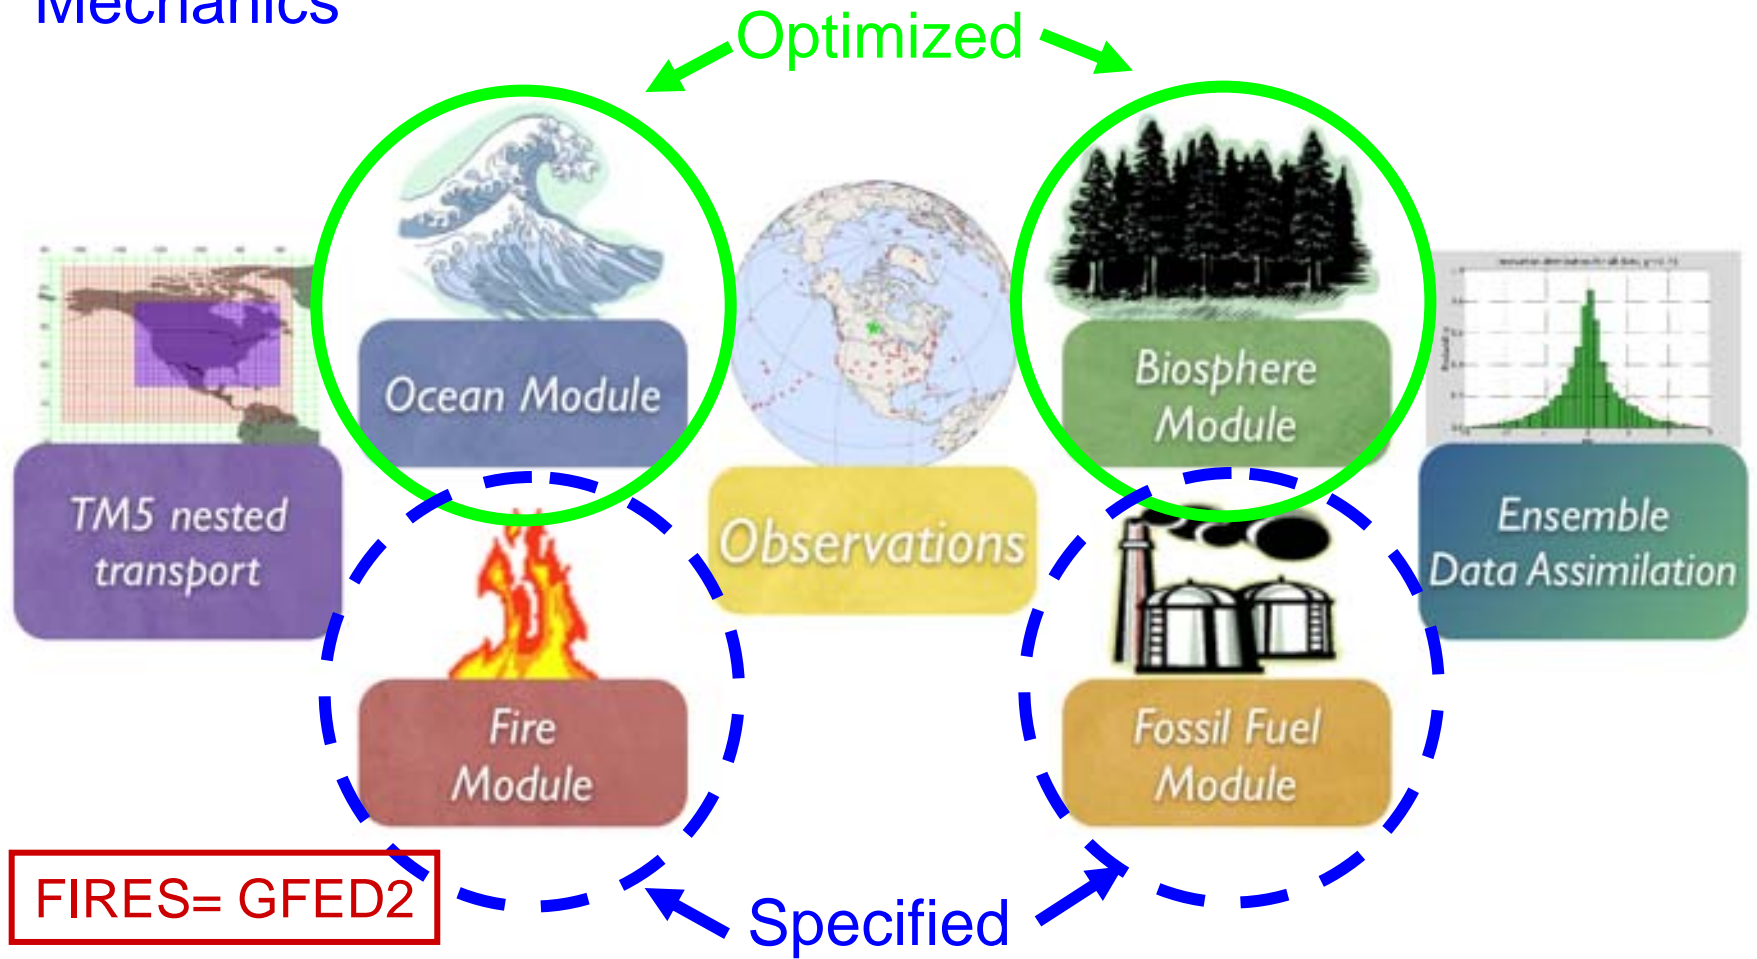 Mechanics
Optimized
Ocean Module
Biosphere
Module
TM5 nested
transport
Observations
Ensemble
Data Assimilation
Fire
Module
Fossil Fuel
Module
FIRES= GFED2
Specified